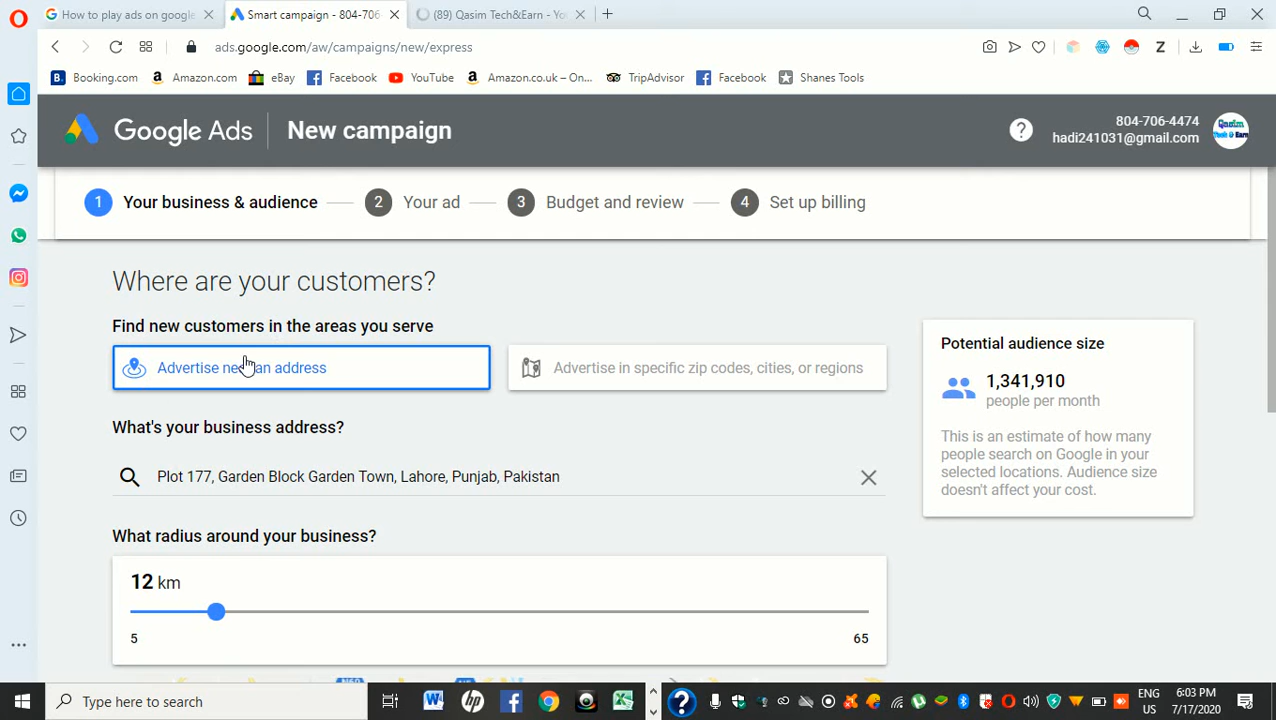 How to play ads on google
Smart campaign - 804-706
(89) Qasim Tech&Earn - Yo
ads.google.com/aw/campaigns/new/express
Z
B. Booking.com
a Amazon.com
eBay
Facebook
YouTube
a Amazon.co.uk – On...
TripAdvisor
Facebook
Shanes Tools
Google Ads
New campaign
804-706-4474
hadi241031@gmail.com
Qasim
Tech & Earn
1 Your business & audience
2 Your ad
3 Budget and review
4 Set up billing
Where are your customers?
Find new customers in the areas you serve
Advertise near an address
Advertise in specific zip codes, cities, or regions
Potential audience size
1,341,910
people per month
This is an estimate of how many
people search on Google in your
selected locations. Audience size
doesn't affect your cost.
What's your business address?
Plot 177, Garden Block Garden Town, Lahore, Punjab, Pakistan
What radius around your business?
12 km
5
65
Type here to search
ENG
US
6:03 PM
7/17/2020